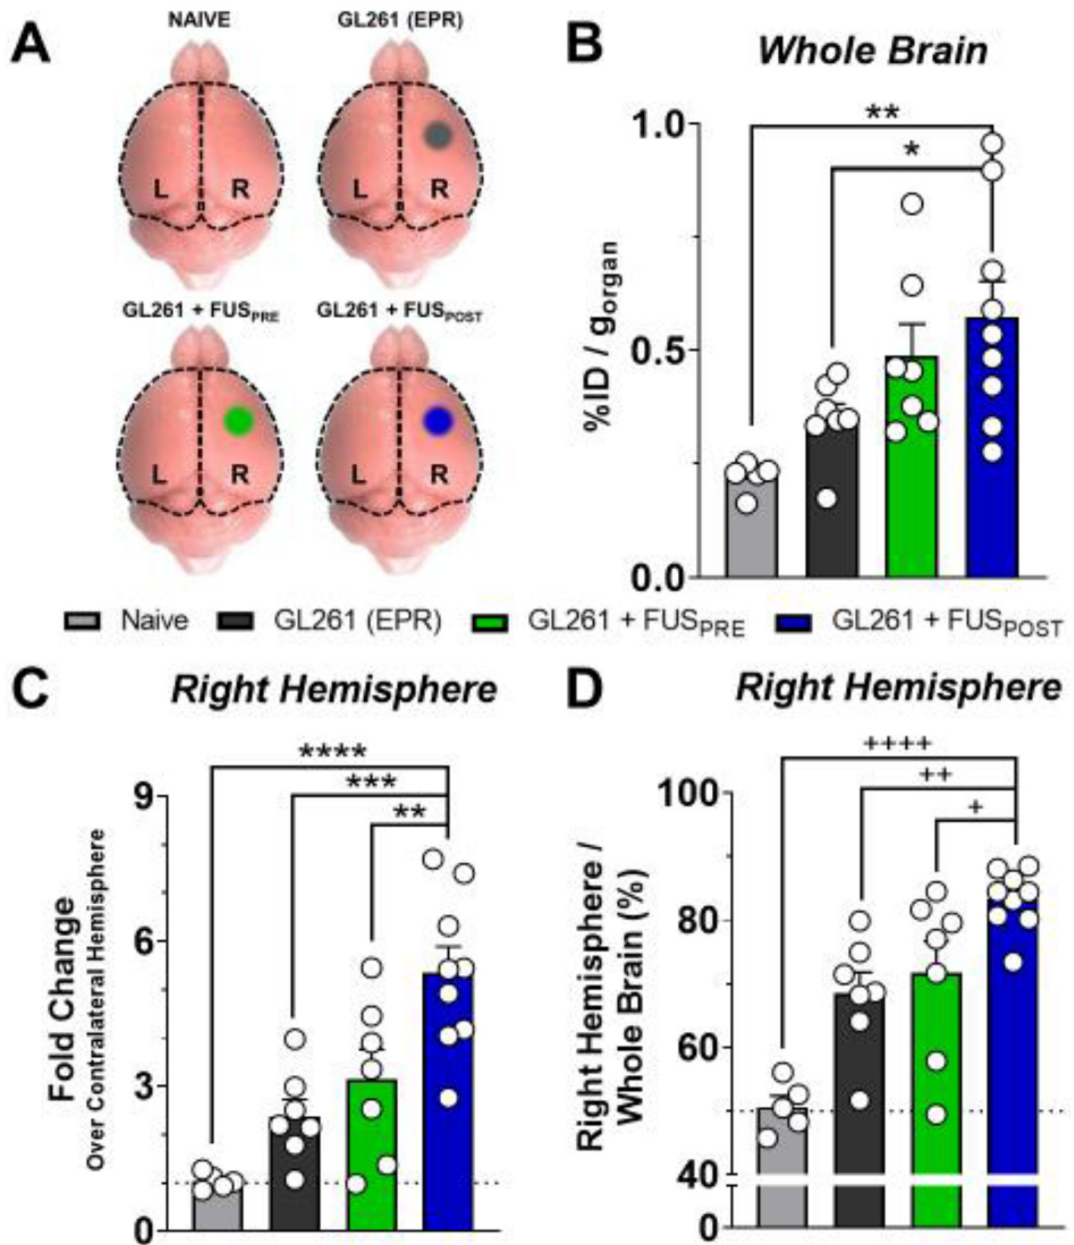 A
NAIVE
GL261 (EPR)
L R
L R
GL261 + FUSPRE
GL261 + FUSPOST
L R
L R
B
Whole Brain
**
*
1.0
0.5
0.0
%ID / gorgan
Naive
GL261 (EPR)
GL261 + FUSPRE
GL261 + FUSPOST
C
Right Hemisphere
****
***
**
9
6
3
0
Fold Change
Over Contralateral Hemisphere
D
Right Hemisphere
++++
++
+
100
80
60
40
0
Right Hemisphere /
Whole Brain (%)